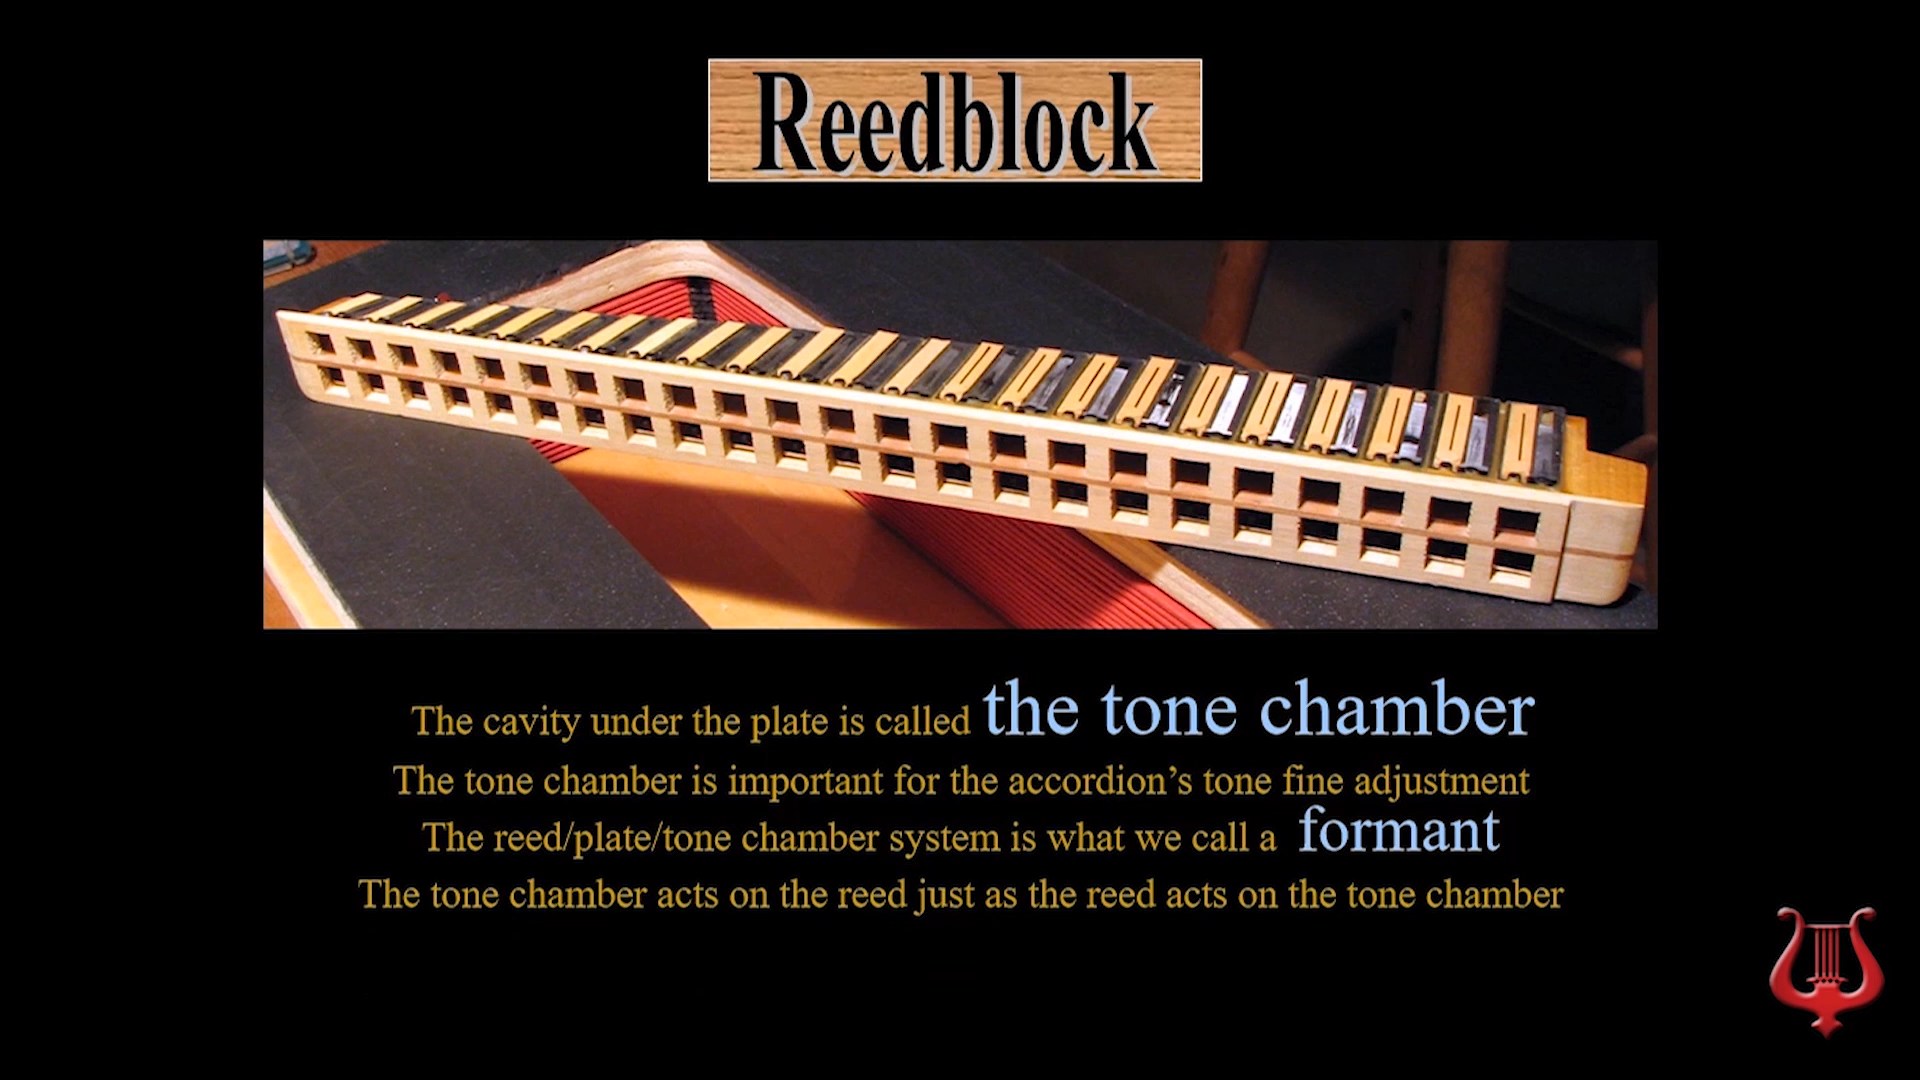 Reedblock
The cavity under the plate is called the tone chamber
The tone chamber is important for the accordion’s tone fine adjustment
The reed/plate/tone chamber system is what we call a formant
The tone chamber acts on the reed just as the reed acts on the tone chamber